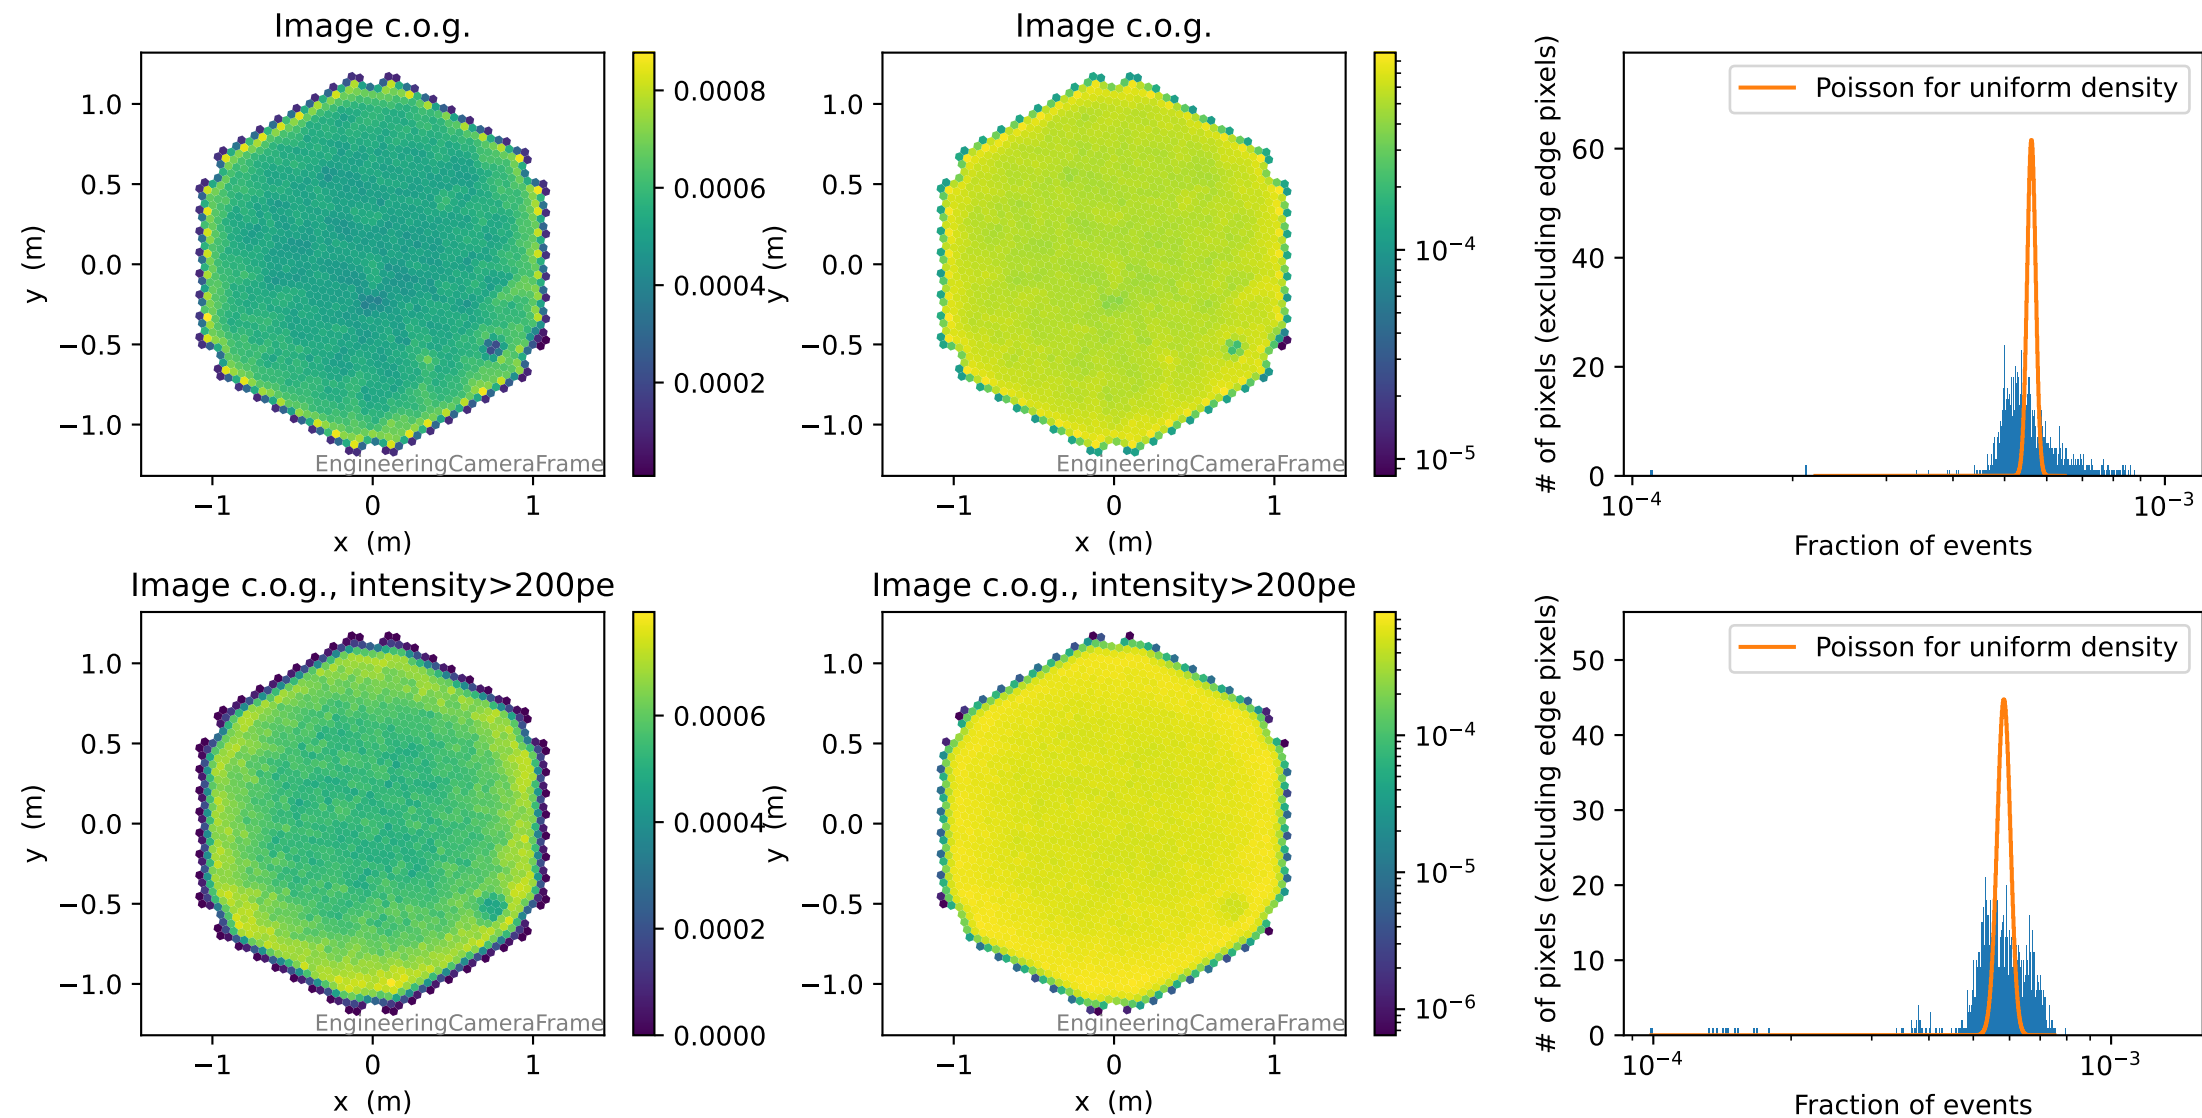 Image c.o.g.
1.0
0.5
0.0
−0.5
−1.0
y (m)
−1
0
1
x (m)
EngineeringCameraFrame
0.0008
0.0006
0.0004
0.0002
Image c.o.g.
1.0
0.5
0.0
−0.5
−1.0
y (m)
−1
0
1
x (m)
EngineeringCameraFrame
10⁻⁴
10⁻⁵
Poisson for uniform density
# of pixels (excluding edge pixels)
60
40
20
0
10⁻⁴
10⁻³
Fraction of events
Image c.o.g., intensity>200pe
1.0
0.5
0.0
−0.5
−1.0
y (m)
−1
0
1
x (m)
EngineeringCameraFrame
0.0006
0.0004
0.0002
0.0000
Image c.o.g., intensity>200pe
1.0
0.5
0.0
−0.5
−1.0
y (m)
−1
0
1
x (m)
EngineeringCameraFrame
10⁻⁴
10⁻⁵
10⁻⁶
Poisson for uniform density
# of pixels (excluding edge pixels)
50
40
30
20
10
0
10⁻⁴
10⁻³
Fraction of events